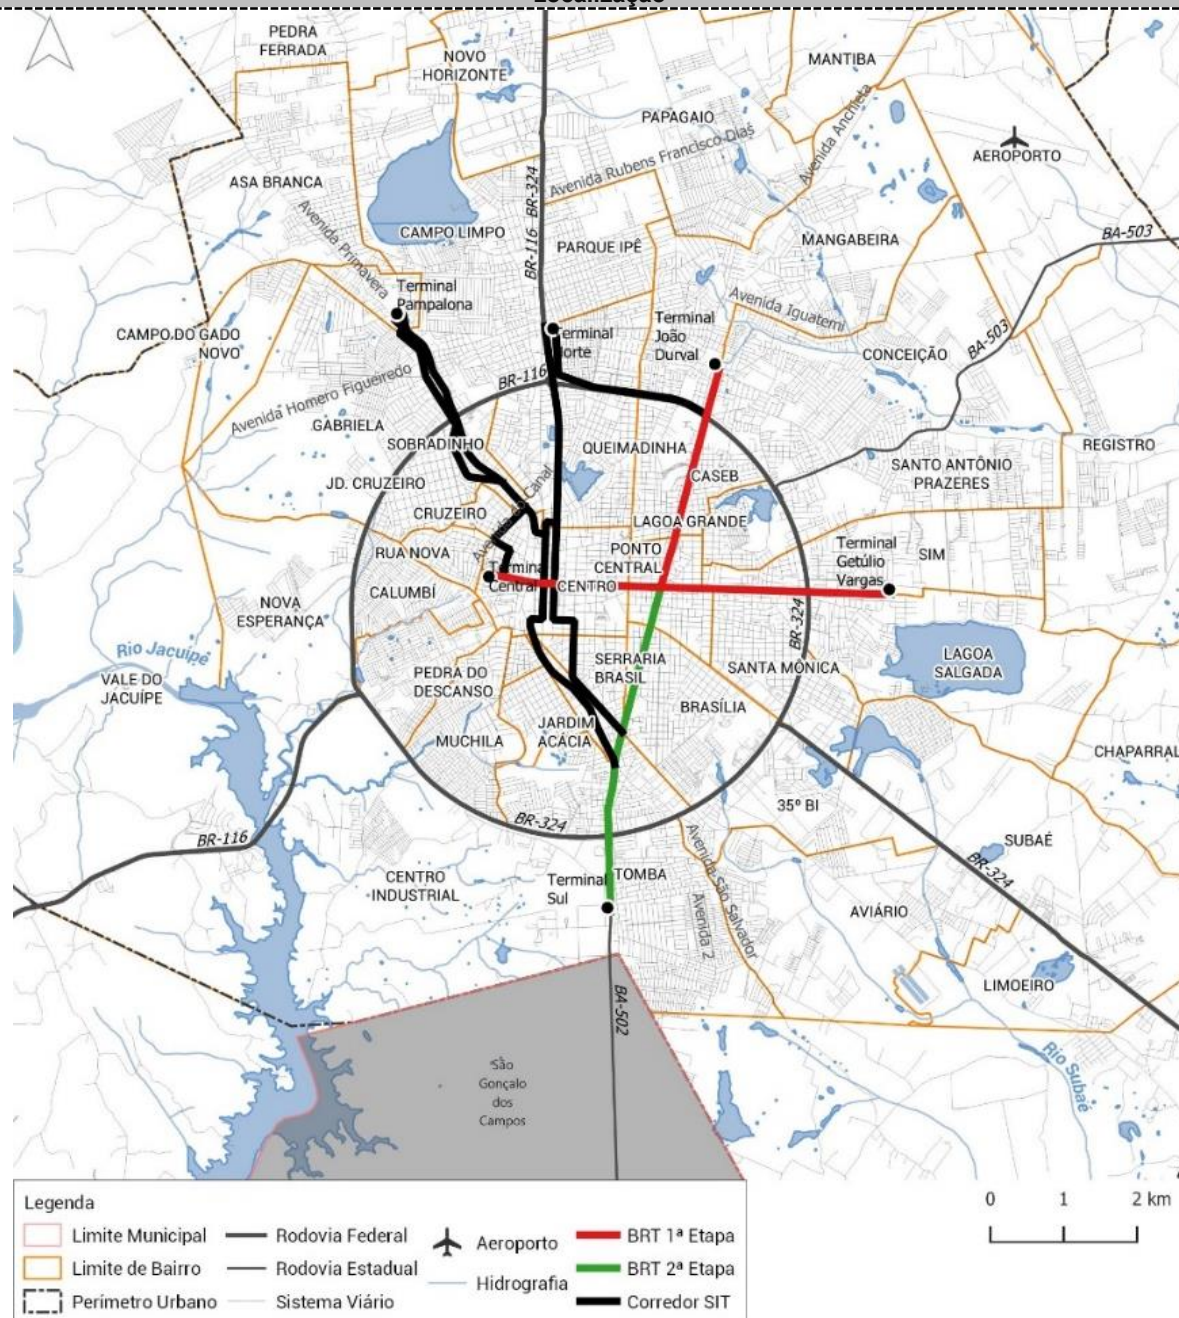 Localização
PEDRA
FERRADA
NOVO
HORIZONTE
MANTIBA
PAPAGAIO
Avenida Anchieta
Avenida Rubens Francisco Dias
AEROPORTO
ASA BRANCA
BR-116 BR-324
Avenida Primavera
CAMPO LIMPO
PARQUE IPÊ
MANGABEIRA
BA-503
Terminal
Pampalona
Avenida Iguatemi
Terminal
João
Durval
CAMPO DO GADO
NOVO
Terminal
Norte
BA-503
CONCEIÇÃO
BR-116
Avenida Homero Figueiredo
GABRIELA
SOBRADINHO
QUEIMADINHA
REGISTRO
CASEB
SANTO ANTÔNIO
PRAZERES
JD. CRUZEIRO
CRUZEIRO
Canal
LAGOA GRANDE
RUA NOVA
PONTO
CENTRAL
Terminal
Getúlio
Vargas
SIM
Terminal
Central
CENTRO
CALUMBÍ
NOVA
ESPERANÇA
BR-324
Rio Jacuípe
VALE DO
JACUÍPE
PEDRA DO
DESCANSO
SERRARIA
BRASIL
SANTA MÔNICA
LAGOA
SALGADA
BRASÍLIA
JARDIM
ACÁCIA
MUCHILA
CHAPARRAL
35º BI
BR-324
BR-116
SUBAÉ
BR-324
CENTRO
INDUSTRIAL
Terminal
Sul
TOMBA
Avenida São Salvador
Avenida 2
AVIÁRIO
LIMOEIRO
BA-502
Rio Subaé
São
Gonçalo
dos
Campos
Legenda
Limite Municipal
Rodovia Federal
Aeroporto
BRT 1ª Etapa
Limite de Bairro
Rodovia Estadual
Hidrografia
BRT 2ª Etapa
Perímetro Urbano
Sistema Viário
Corredor SIT
0 1 2 km